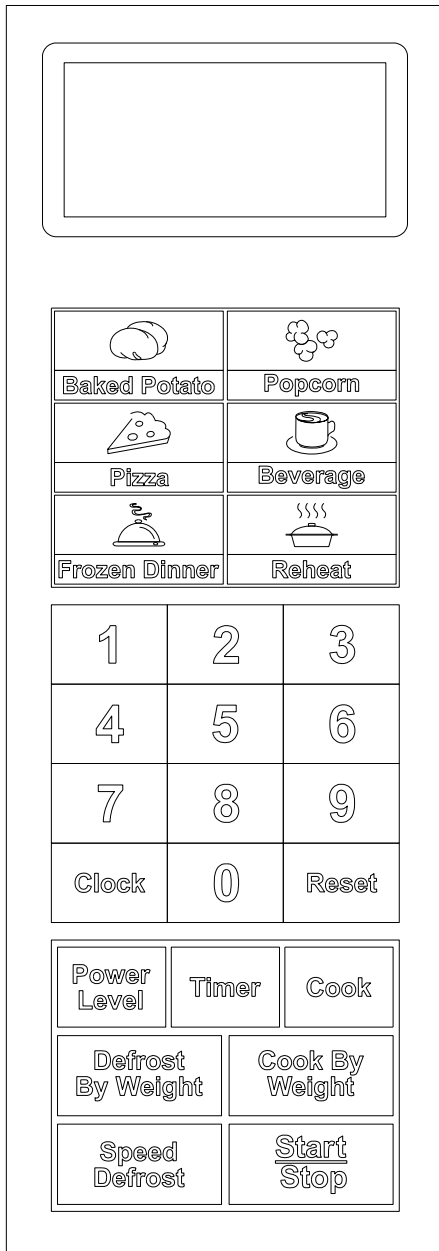 Baked Potato
Popcorn
Pizza
Beverage
Frozen Dinner
Reheat
1 2 3
4 5 6
7 8 9
Clock 0 Reset
Power
Level
Timer
Cook
Defrost
By Weight
Cook By
Weight
Speed
Defrost
Start
Stop